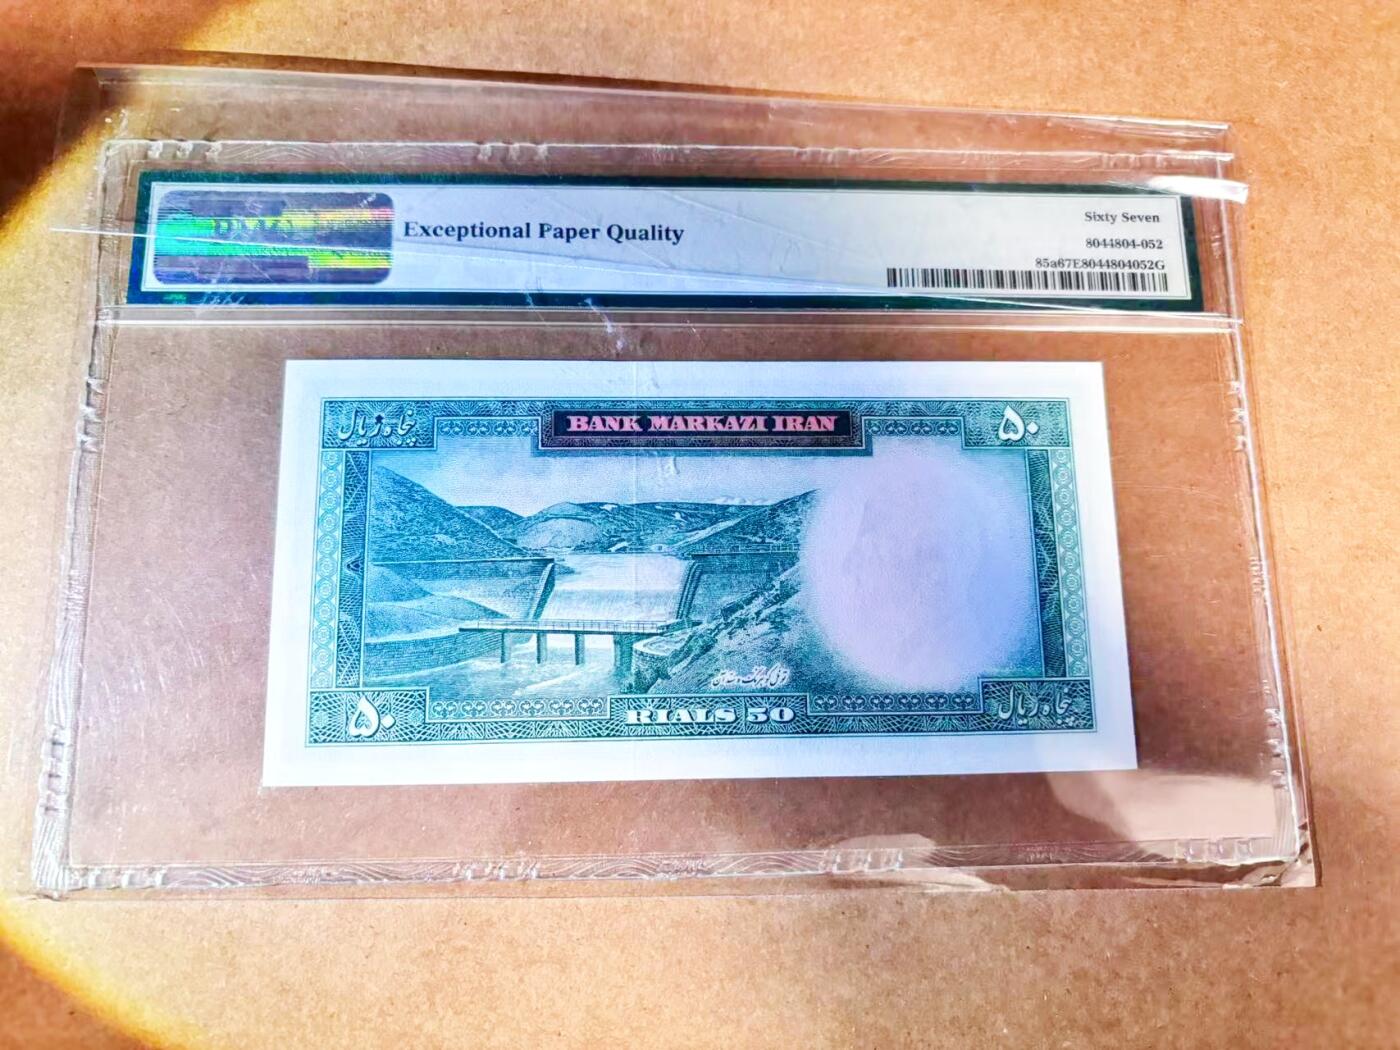 Exceptional Paper Quality
Sixty Seven
8044804-052
85a67E8044804052G
پنجاه ریال
BANK MARKAZI IRAN
۵۰
۵۰
RIALS 50
پنجاه ریال